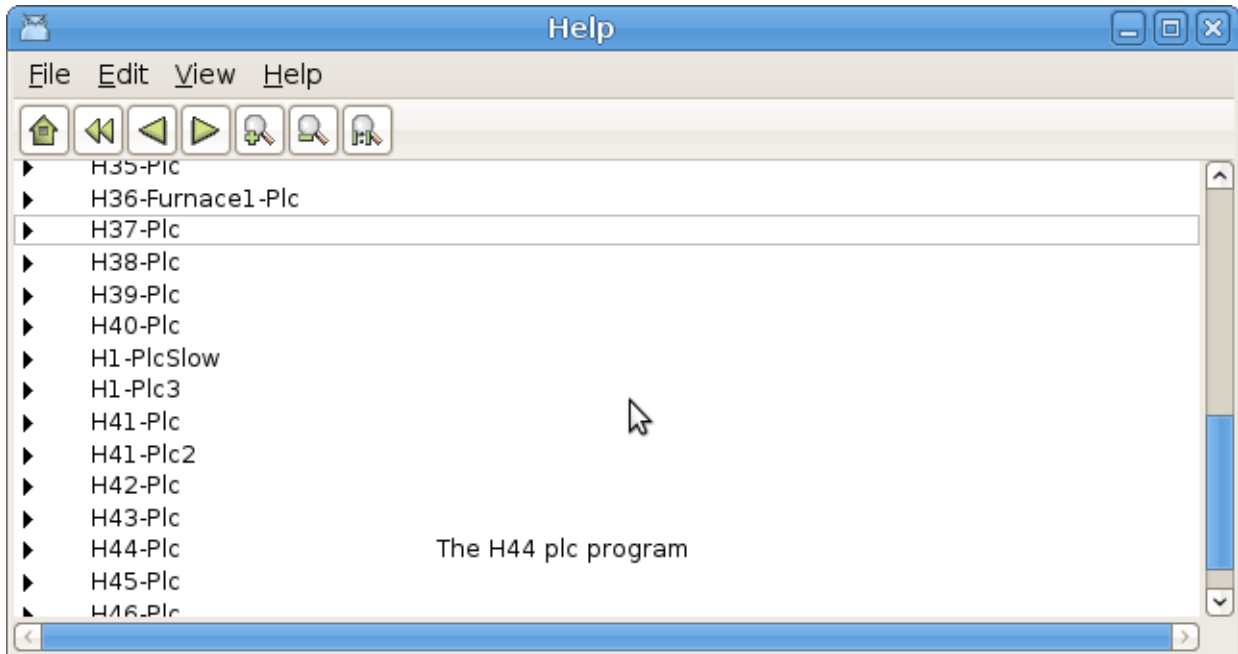 Help
File Edit View Help
H35-Plc
H36-Furnace1-Plc
H37-Plc
H38-Plc
H39-Plc
H40-Plc
H1-PlcSlow
H1-Plc3
H41-Plc
H41-Plc2
H42-Plc
H43-Plc
H44-Plc The H44 plc program
H45-Plc
H46-Plc